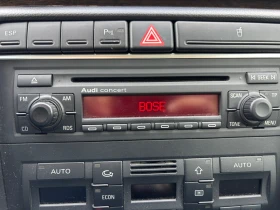 ESP
Audi concert
FM
AM
SCAN
CD
RDS
BOSE
TONE
MENU
AUTO
AUTO
ECON